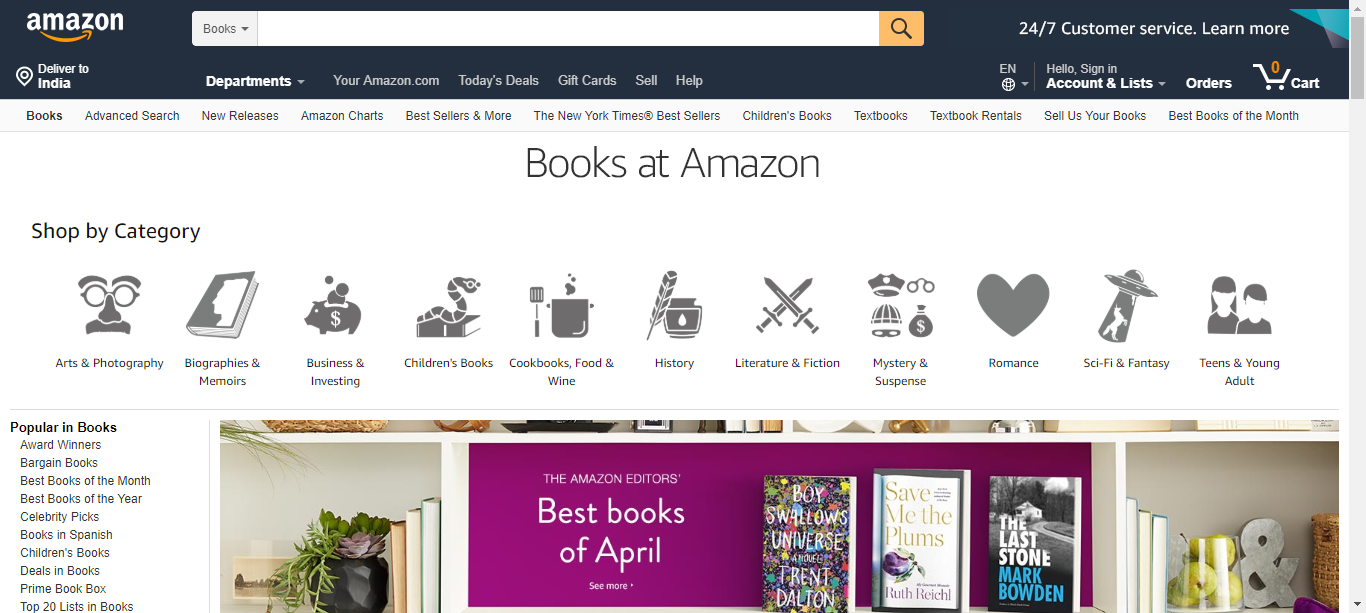 amazon
Books
24/7 Customer service. Learn more
Deliver to
India
Departments
Your Amazon.com
Today's Deals
Gift Cards
Sell
Help
EN
Hello, Sign in
Account & Lists
Orders
0
Cart
Books
Advanced Search
New Releases
Amazon Charts
Best Sellers & More
The New York Times® Best Sellers
Children's Books
Textbooks
Textbook Rentals
Sell Us Your Books
Best Books of the Month
Books at Amazon
Shop by Category
$
$
Arts & Photography
Biographies &
Memoirs
Business &
Investing
Children's Books
Cookbooks, Food &
Wine
History
Literature & Fiction
Mystery &
Suspense
Romance
Sci-Fi & Fantasy
Teens & Young
Adult
Popular in Books
Award Winners
Bargain Books
Best Books of the Month
Best Books of the Year
Celebrity Picks
Books in Spanish
Children's Books
Deals in Books
Prime Book Box
Top 20 Lists in Books
THE AMAZON EDITORS'
Best books
of April
See more
BOY
SWALLOWS
UNIVERSE
A NOVEL
TRENT
DALTON
Save
Me the
Plums
My Gourmet Memoir
Ruth Reichl
THE
LAST
STONE
MARK
BOWDEN
&